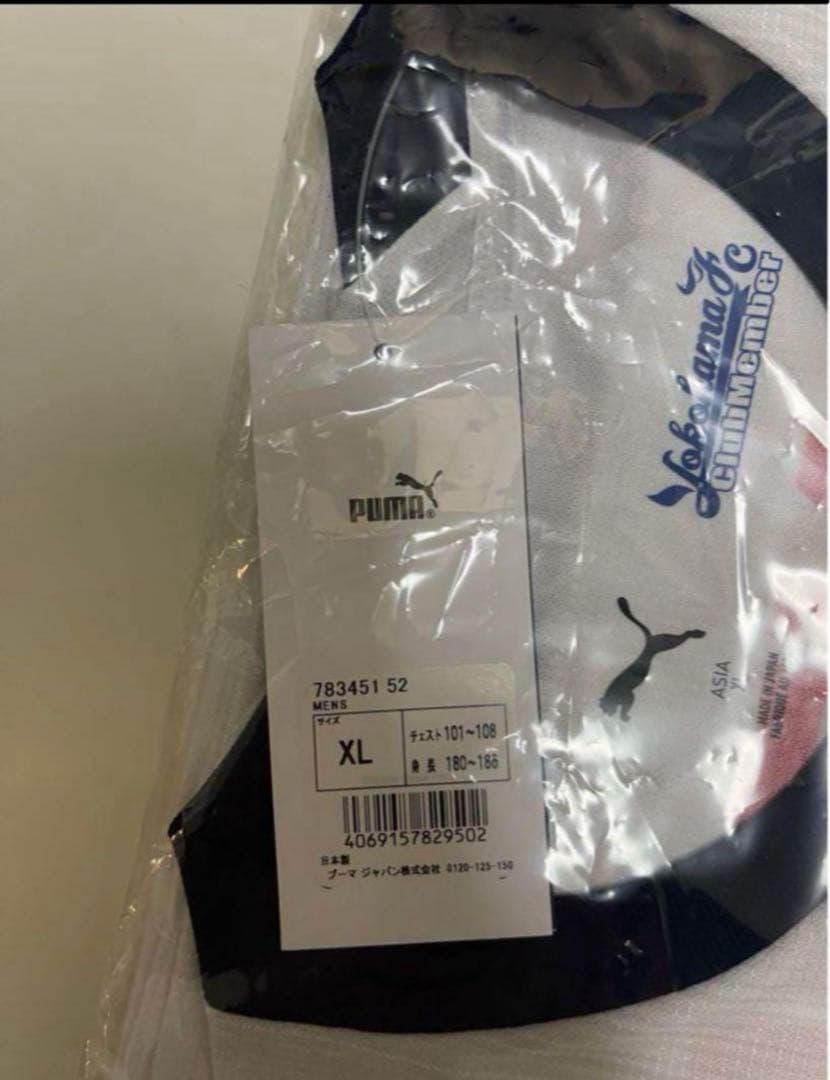 PUMA®
783451 52
MENS
サイズ
XL
チェスト 101~108
身長 180~186
4069157829502
日本製
プーマ ジャパン株式会社 0120-125-150
Yokohama FC
ClubMember
ASIA
MADE IN JAPAN